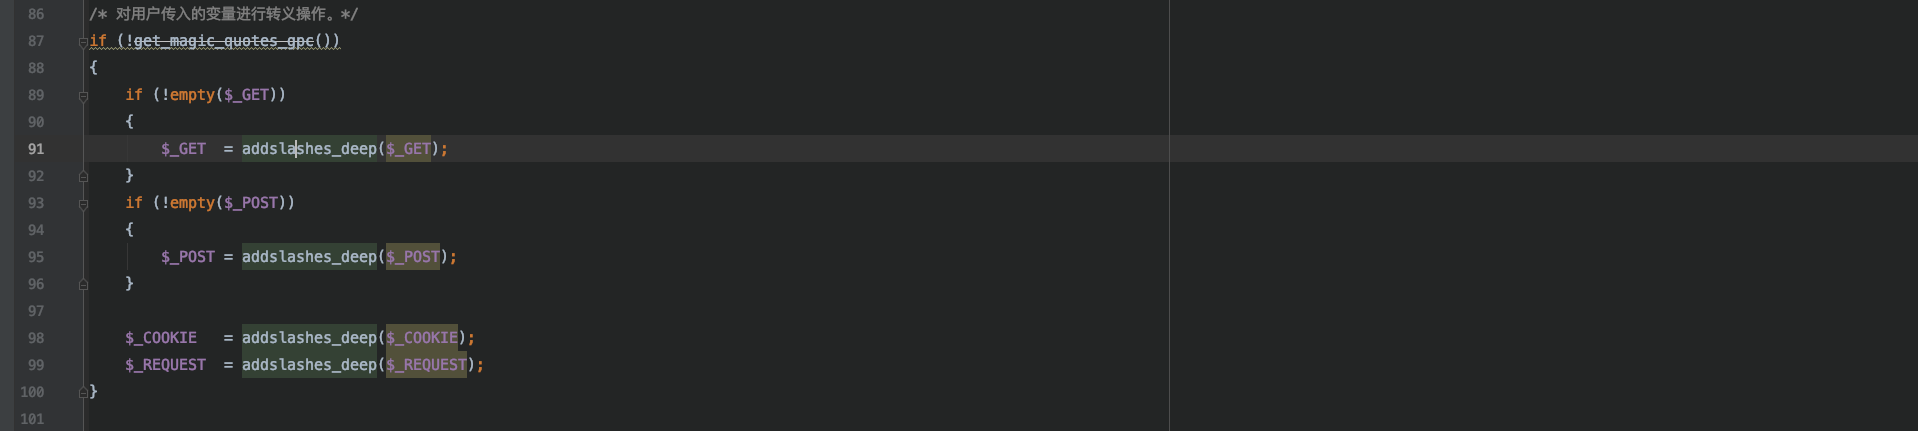 86 /* 对用户传入的变量进行转义操作。*/
87 if (!get_magic_quotes_gpc())
88 {
89     if (!empty($_GET))
90     {
91         $_GET  = addslashes_deep($_GET);
92     }
93     if (!empty($_POST))
94     {
95         $_POST = addslashes_deep($_POST);
96     }
97
98     $_COOKIE   = addslashes_deep($_COOKIE);
99     $_REQUEST  = addslashes_deep($_REQUEST);
100 }
101